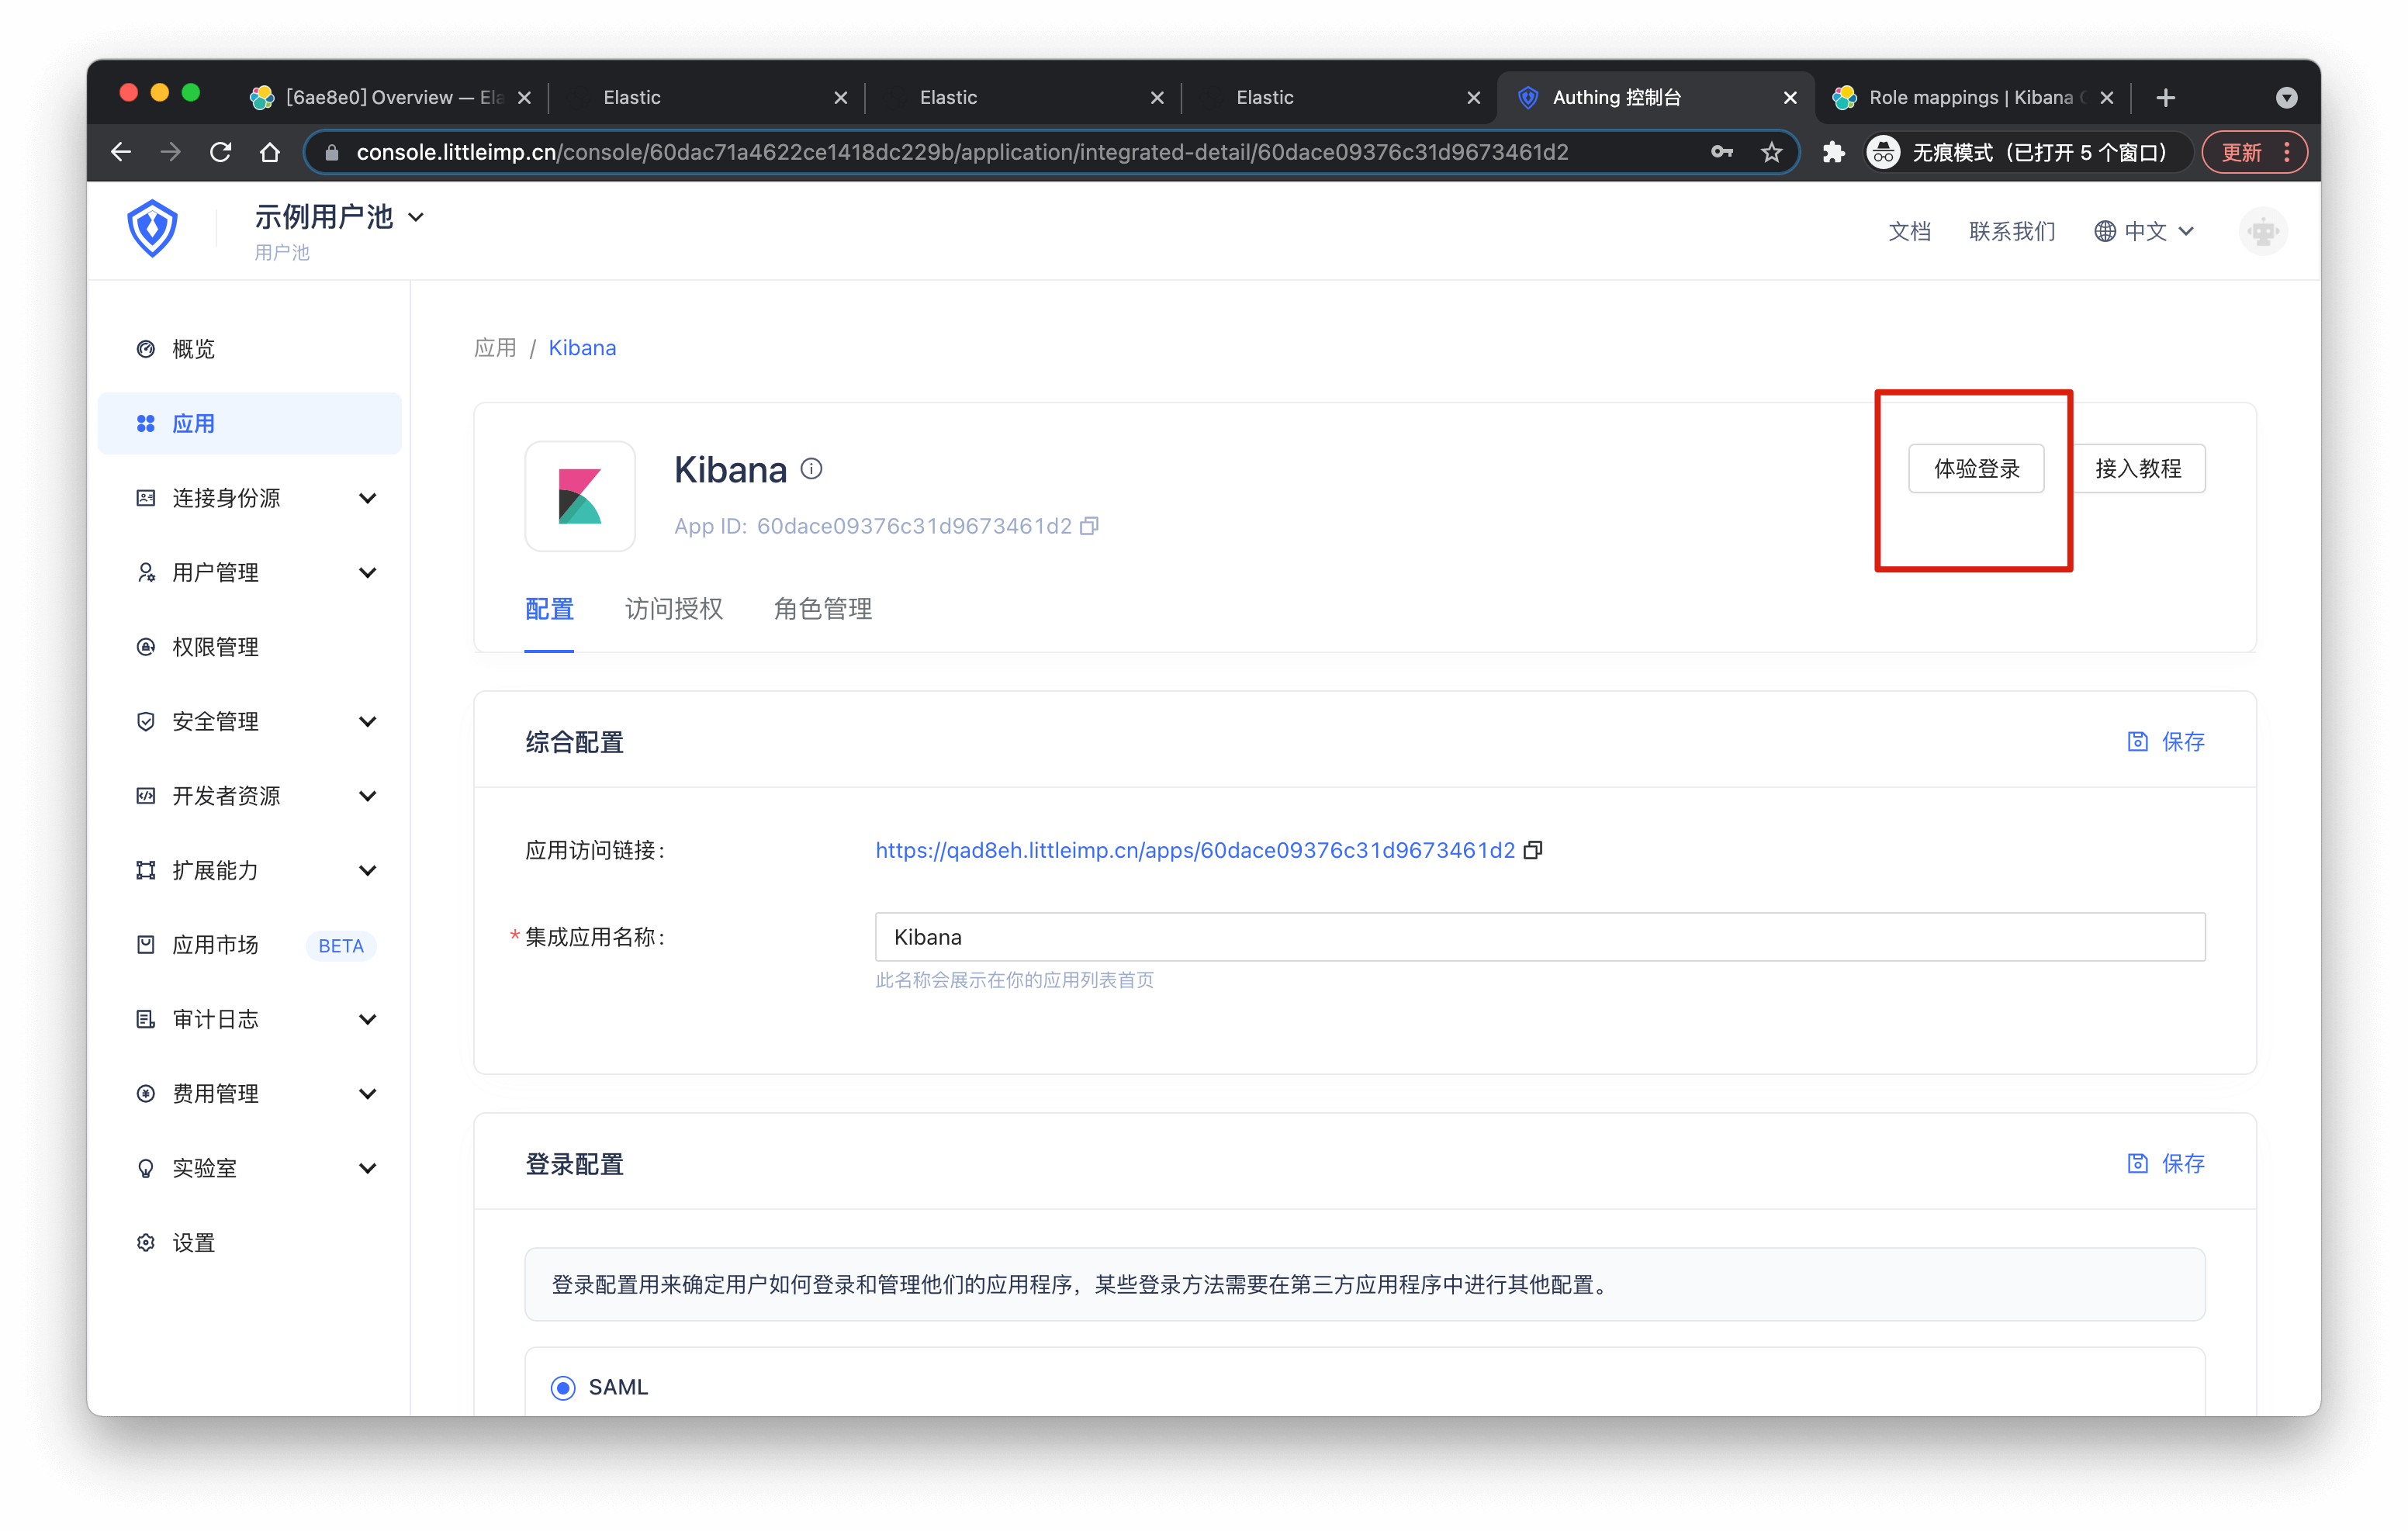 [6ae8e0] Overview — Ela
Elastic
Elastic
Elastic
Authing 控制台
Role mappings | Kibana
console.littleimp.cn/console/60dac71a4622ce1418dc229b/application/integrated-detail/60dace09376c31d9673461d2
无痕模式（已打开 5 个窗口）
更新
示例用户池
用户池
文档
联系我们
中文
概览
应用
连接身份源
用户管理
权限管理
安全管理
开发者资源
扩展能力
应用市场 BETA
审计日志
费用管理
实验室
设置
应用 / Kibana
Kibana
App ID: 60dace09376c31d9673461d2
体验登录
接入教程
配置 访问授权 角色管理
综合配置
保存
应用访问链接：
https://qad8eh.littleimp.cn/apps/60dace09376c31d9673461d2
* 集成应用名称：
Kibana
此名称会展示在你的应用列表首页
登录配置
保存
登录配置用来确定用户如何登录和管理他们的应用程序，某些登录方法需要在第三方应用程序中进行其他配置。
SAML